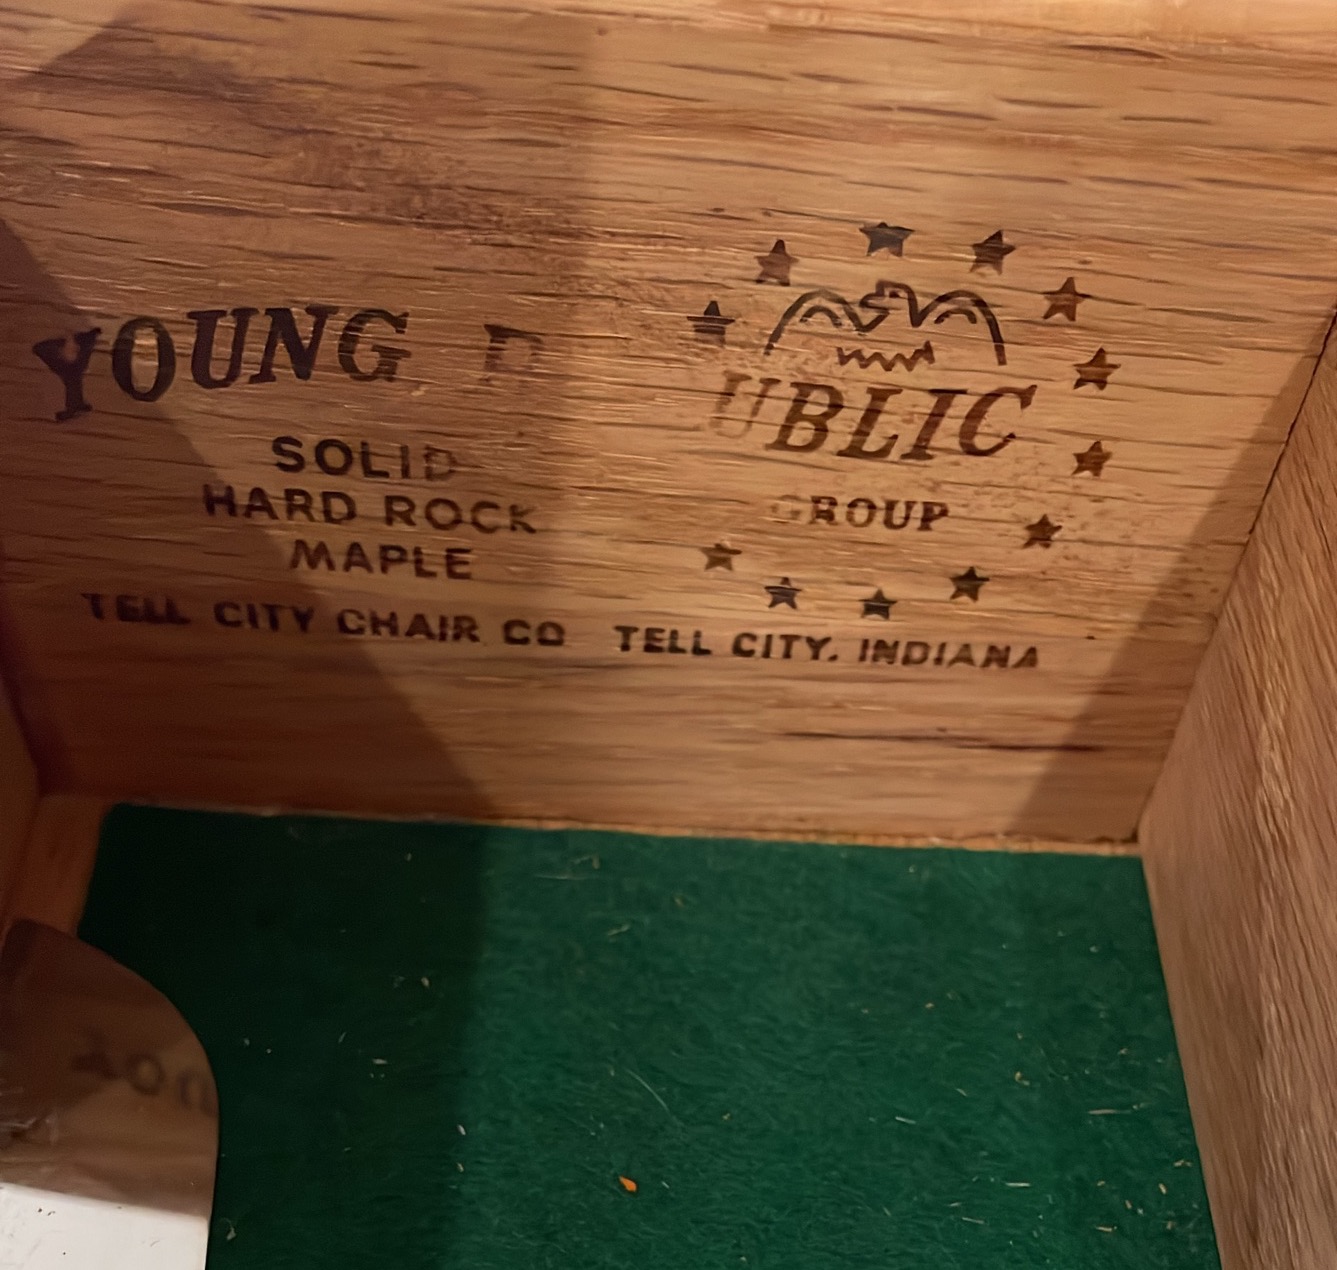 YOUNG R UBLIC
GROUP
SOLID
HARD ROCK
MAPLE
TELL CITY CHAIR CO TELL CITY, INDIANA